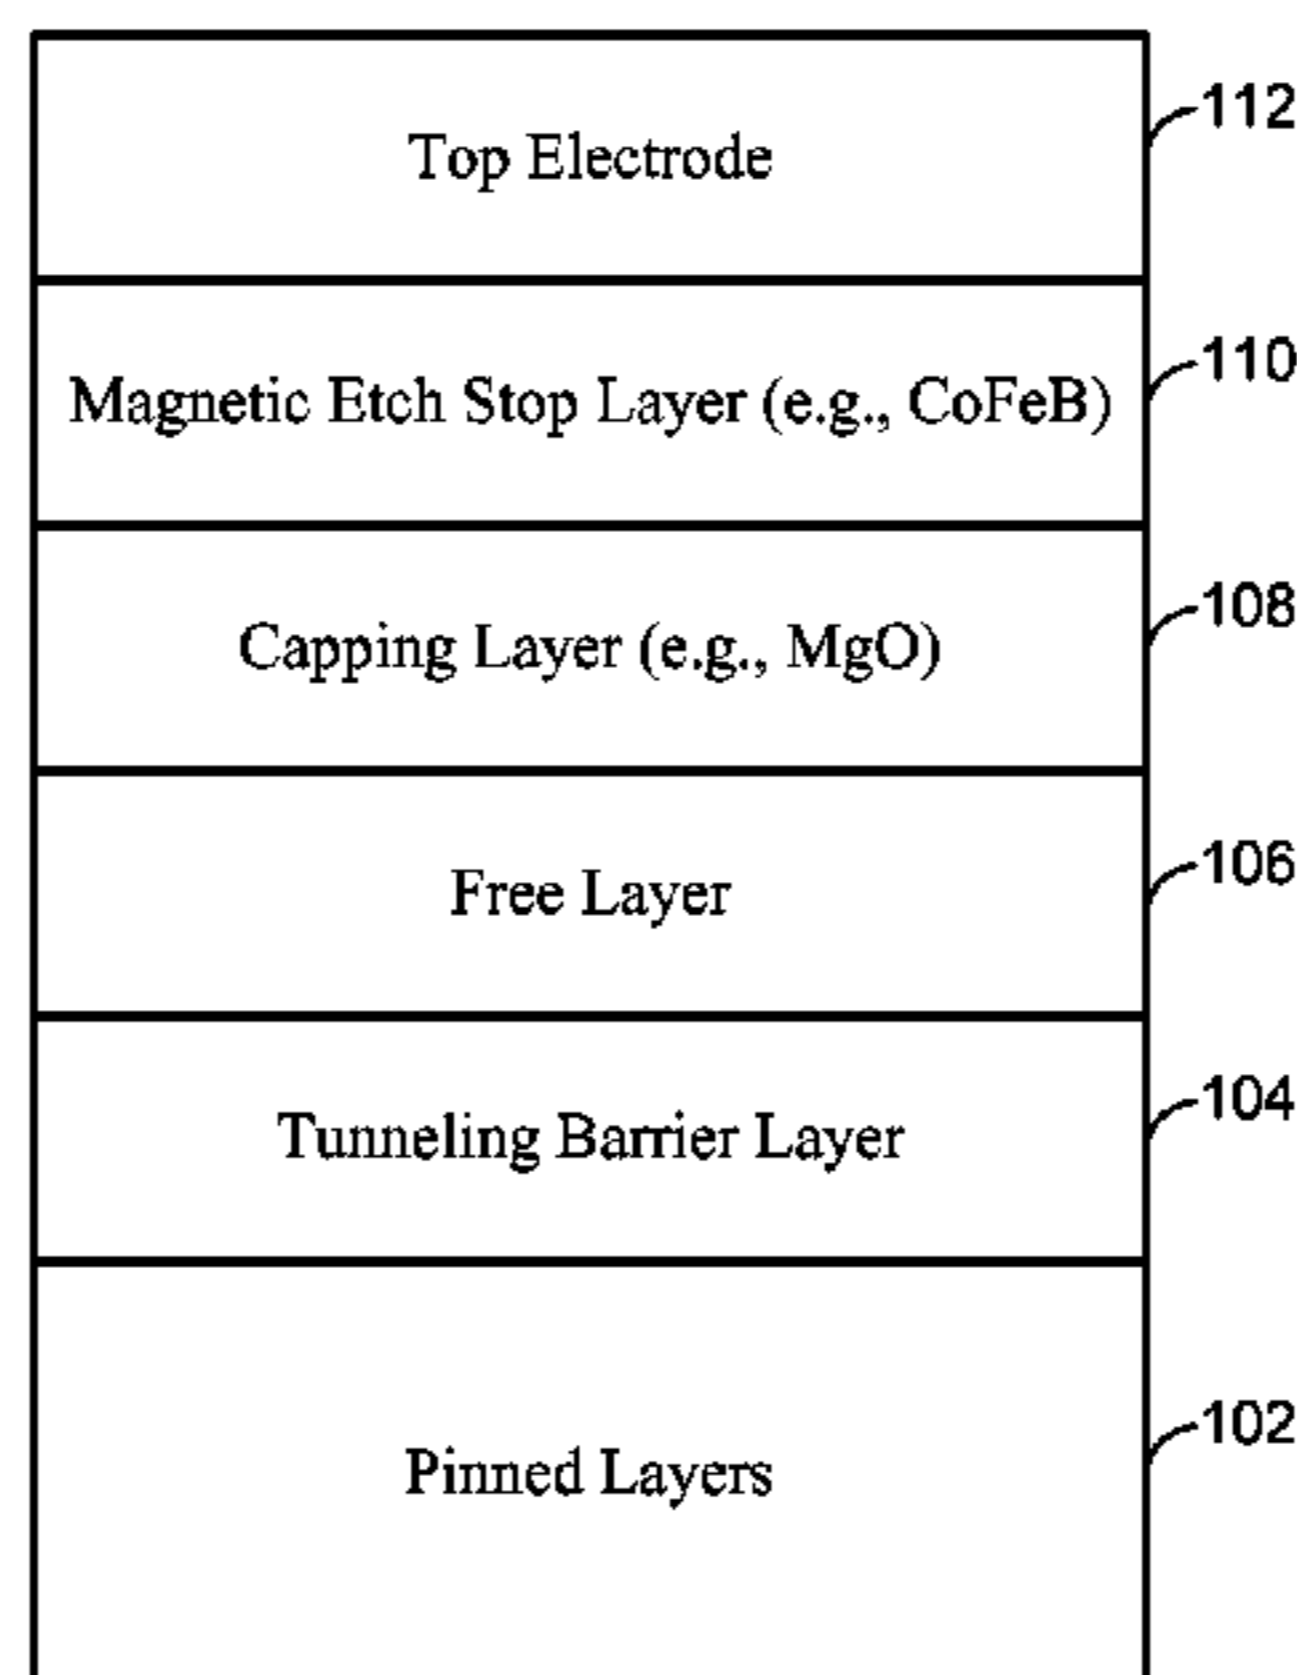 112
Top Electrode
110
Magnetic Etch Stop Layer (e.g., CoFeB)
108
Capping Layer (e.g., MgO)
106
Free Layer
104
Tunneling Barrier Layer
102
Pinned Layers